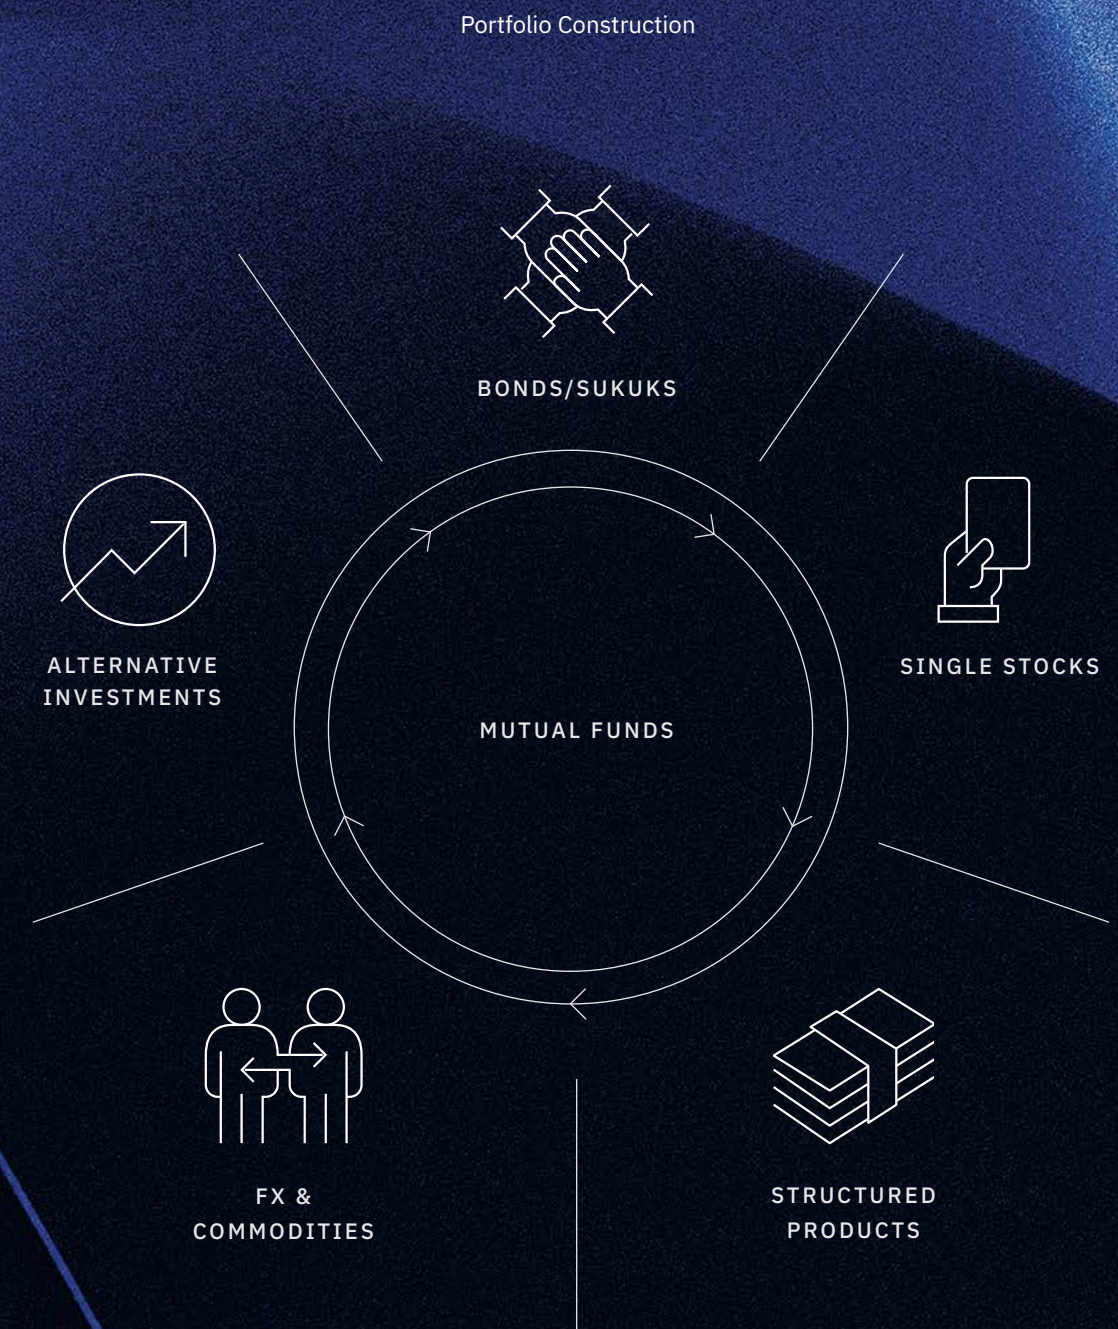 Portfolio Construction
BONDS/SUKUKS
ALTERNATIVE
INVESTMENTS
SINGLE STOCKS
MUTUAL FUNDS
FX &
COMMODITIES
STRUCTURED
PRODUCTS